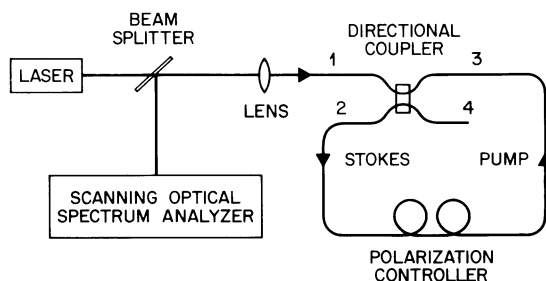 BEAM
SPLITTER
LASER
LENS
DIRECTIONAL
COUPLER
1
3
2
4
STOKES
PUMP
SCANNING OPTICAL
SPECTRUM ANALYZER
POLARIZATION
CONTROLLER